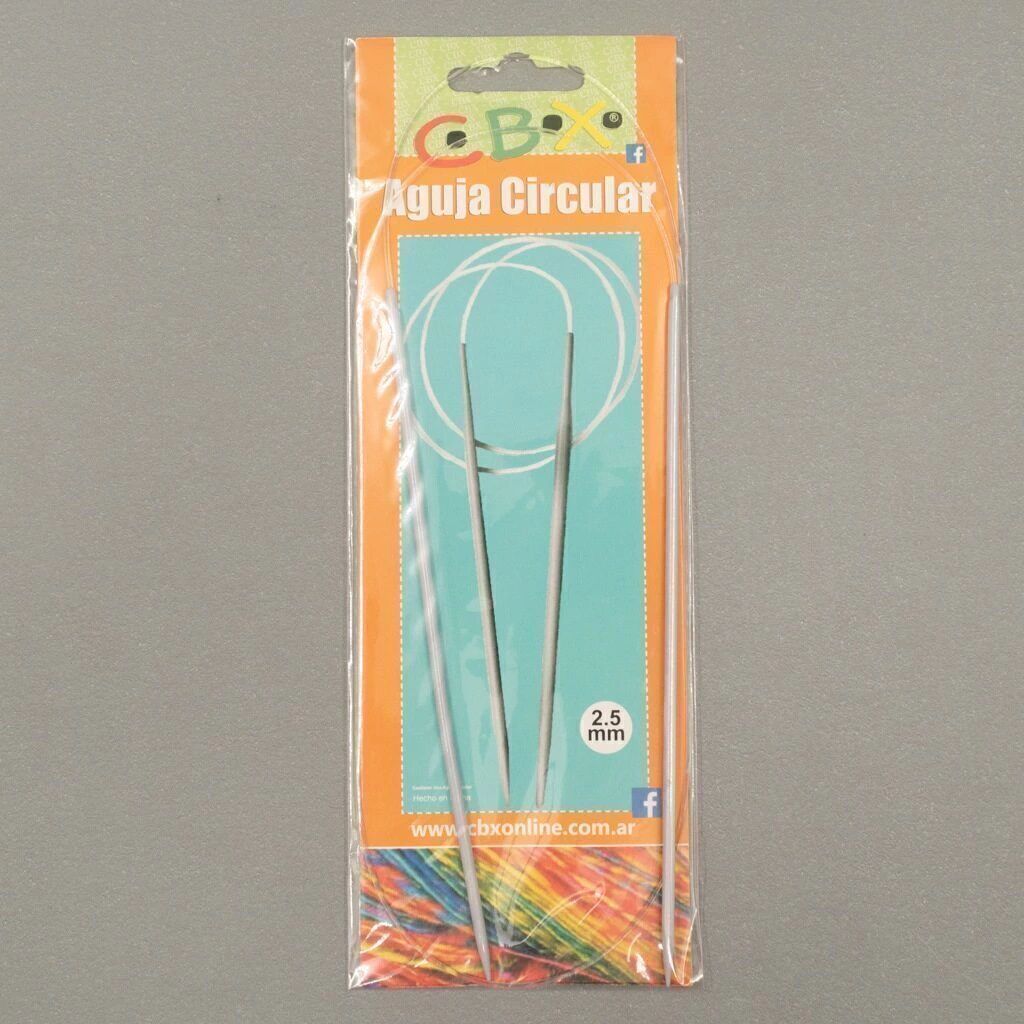 CBX®
Aguja Circular
2.5
mm
Hecho en
www.cbxonline.com.ar